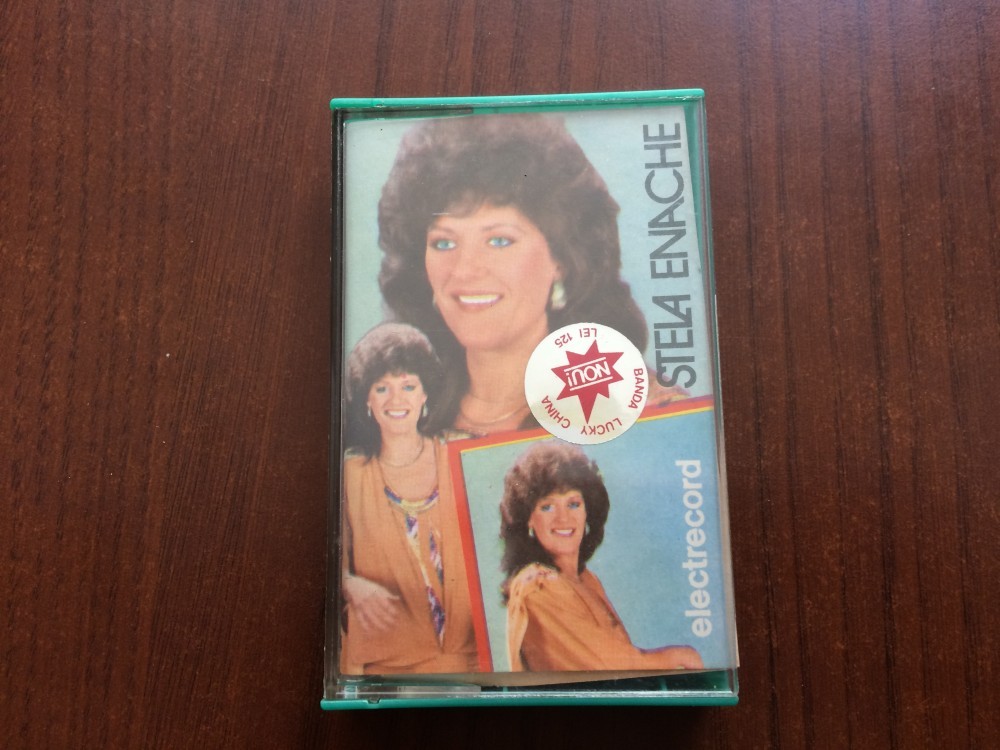 STELA ENACHE
LEI 125
NOU!
BANDA LUCKY CHINA
electrecord